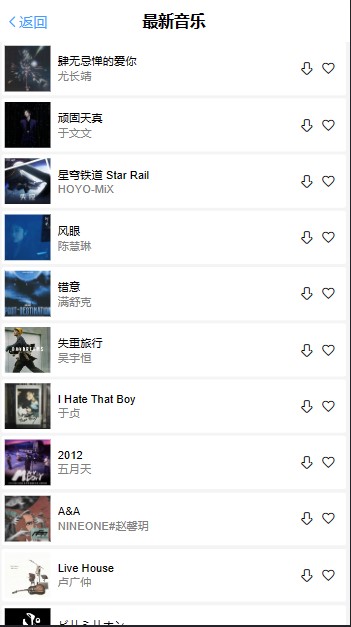 返回
最新音乐
肆无忌惮的爱你
尤长靖
顽固天真
于文文
星穹铁道 Star Rail
HOYO-MiX
风眼
陈慧琳
错意
满舒克
失重旅行
吴宇恒
I Hate That Boy
于贞
2012
五月天
A&A
NINEONE#赵馨玥
Live House
卢广仲